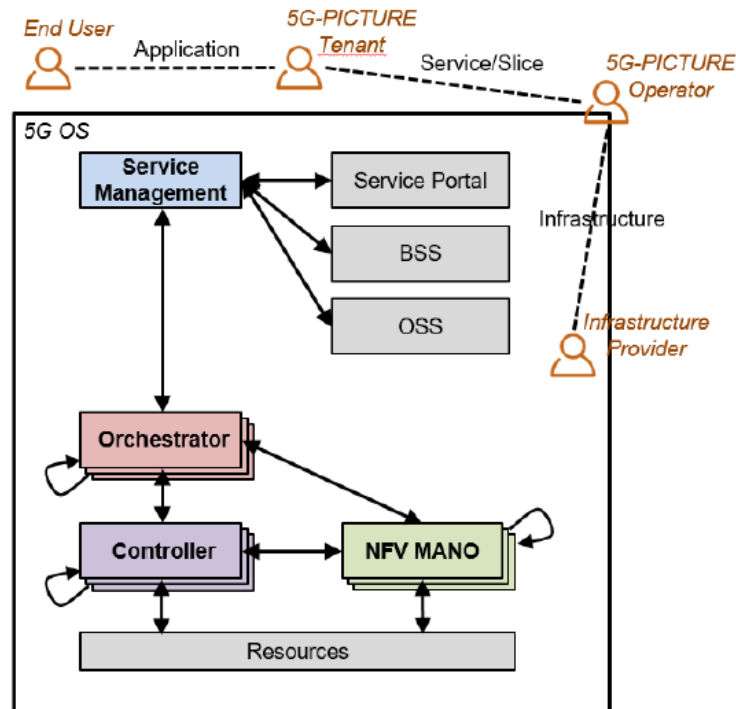 End User
Application
5G-PICTURE
Tenant
Service/Slice
5G-PICTURE
Operator
5G OS
Service
Management
Service Portal
BSS
OSS
Infrastructure
Infrastructure
Provider
Orchestrator
Controller
NFV MANO
Resources